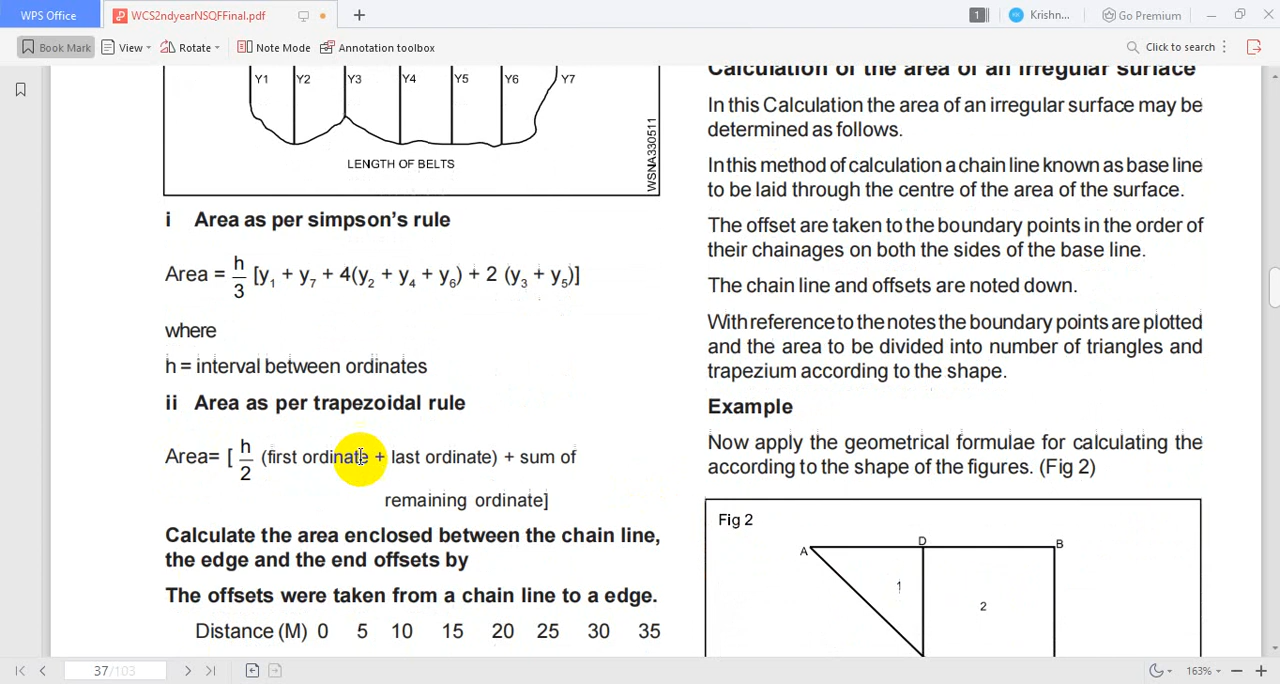 WPS Office
WCS2ndyearNSQFFinal.pdf
1
Krishn...
Go Premium
Book Mark
View
Rotate
Note Mode
Annotation toolbox
Click to search
Y1 Y2 Y3 Y4 Y5 Y6 Y7
LENGTH OF BELTS
WSNA330511
i Area as per simpson's rule
Area = h/3 [y₁ + y₇ + 4(y₂ + y₄ + y₆) + 2 (y₃ + y₅)]
where
h = interval between ordinates
ii Area as per trapezoidal rule
Area= [ h/2 (first ordinate + last ordinate) + sum of
remaining ordinate]
Calculate the area enclosed between the chain line,
the edge and the end offsets by
The offsets were taken from a chain line to a edge.
Distance (M) 0 5 10 15 20 25 30 35
Calculation of the area of an irregular surface
In this Calculation the area of an irregular surface may be
determined as follows.
In this method of calculation a chain line known as base line
to be laid through the centre of the area of the surface.
The offset are taken to the boundary points in the order of
their chainages on both the sides of the base line.
The chain line and offsets are noted down.
With reference to the notes the boundary points are plotted
and the area to be divided into number of triangles and
trapezium according to the shape.
Example
Now apply the geometrical formulae for calculating the
according to the shape of the figures. (Fig 2)
Fig 2
A D B
1
2
37/103
163%